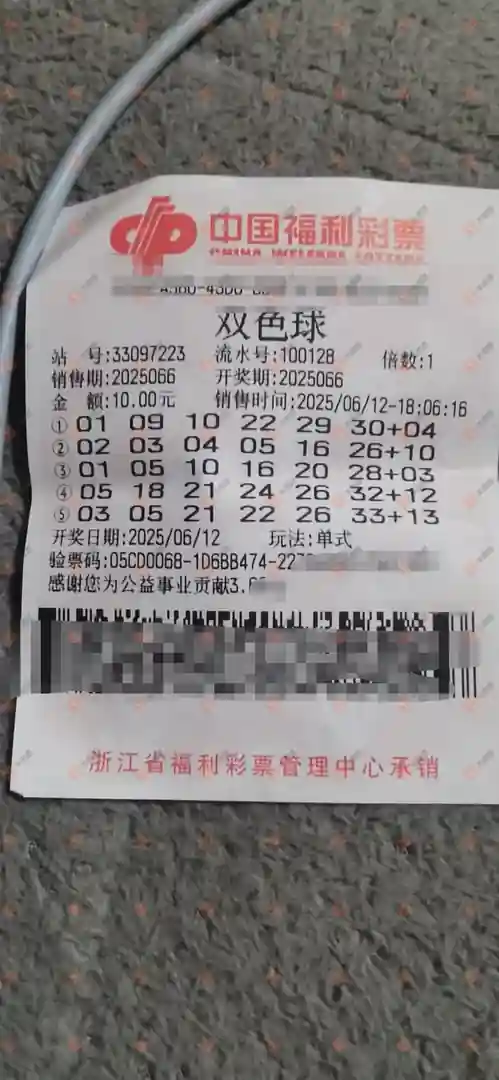 中国福利彩票
CHINA WELFARE LOTTERY
双色球
站 号:33097223 流水号:100128 倍数:1
销售期:2025066 开奖期:2025066
金 额:10.00元 销售时间:2025/06/12-18:06:16
① 01 09 10 22 29 30+04
② 02 03 04 05 16 26+10
③ 01 05 10 16 20 28+03
④ 05 18 21 24 26 32+12
⑤ 03 05 21 22 26 33+13
开奖日期:2025/06/12 玩法:单式
验票码:05CD0068-1D6BB474-22
感谢您为公益事业贡献3.
浙江省福利彩票管理中心承销